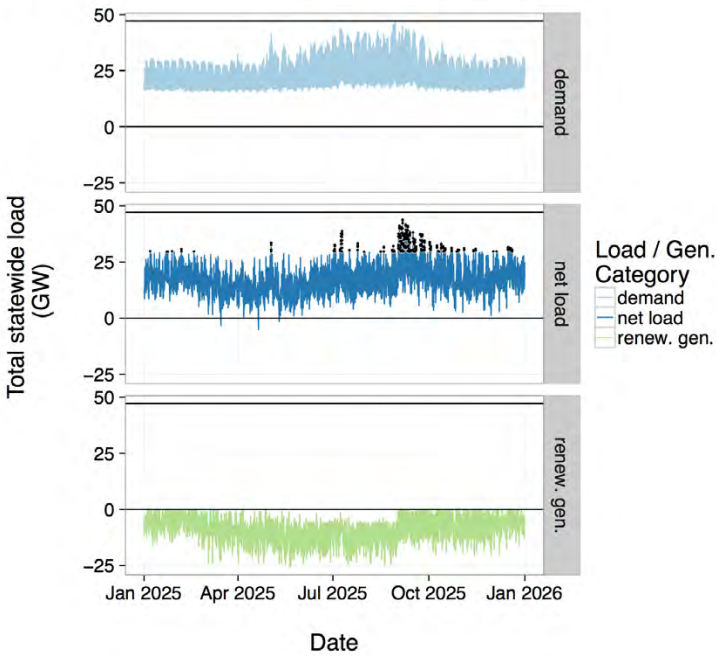 Total statewide load
(GW)
50
25
0
−25
demand
50
25
0
−25
net load
50
25
0
−25
renew. gen.
Jan 2025 Apr 2025 Jul 2025 Oct 2025 Jan 2026
Date
Load / Gen.
Category
demand
net load
renew. gen.